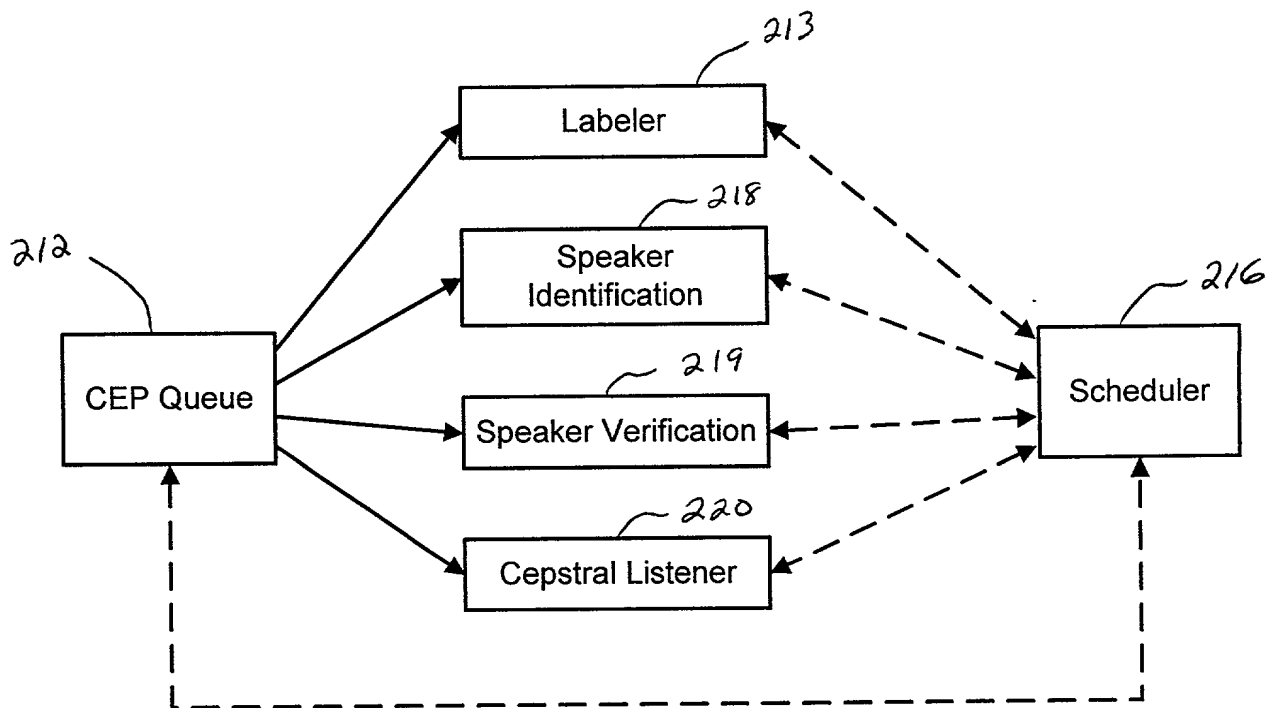 213
Labeler
218
Speaker
Identification
212
216
CEP Queue
219
Speaker Verification
Scheduler
220
Cepstral Listener